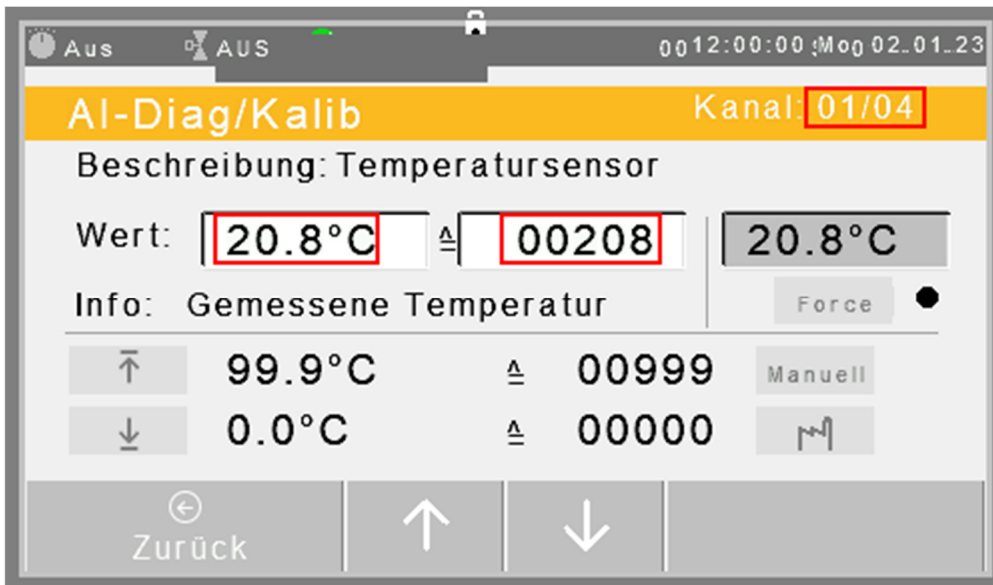 Aus AUS 0012:00:00 Mo 02.01.23
AI-Diag/Kalib Kanal: 01/04
Beschreibung: Temperatursensor
Wert: 20.8°C ≙ 00208 20.8°C
Info: Gemessene Temperatur Force
99.9°C ≙ 00999 Manuell
0.0°C ≙ 00000
Zurück